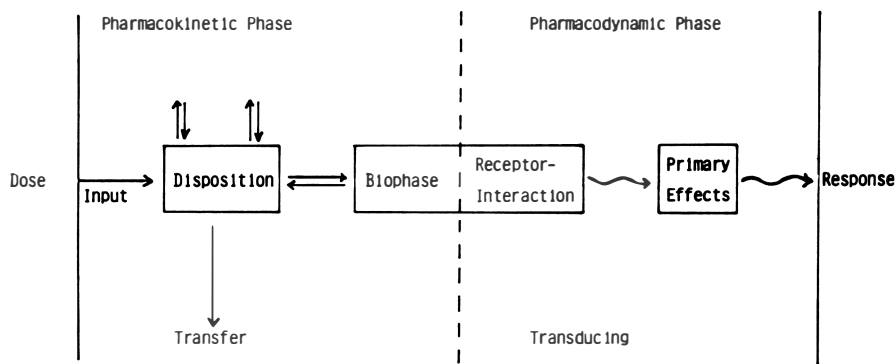 Pharmacokinetic Phase
Pharmacodynamic Phase
Dose
Input
Disposition
Biophase
Receptor-
Interaction
Primary
Effects
Response
Transfer
Transducing